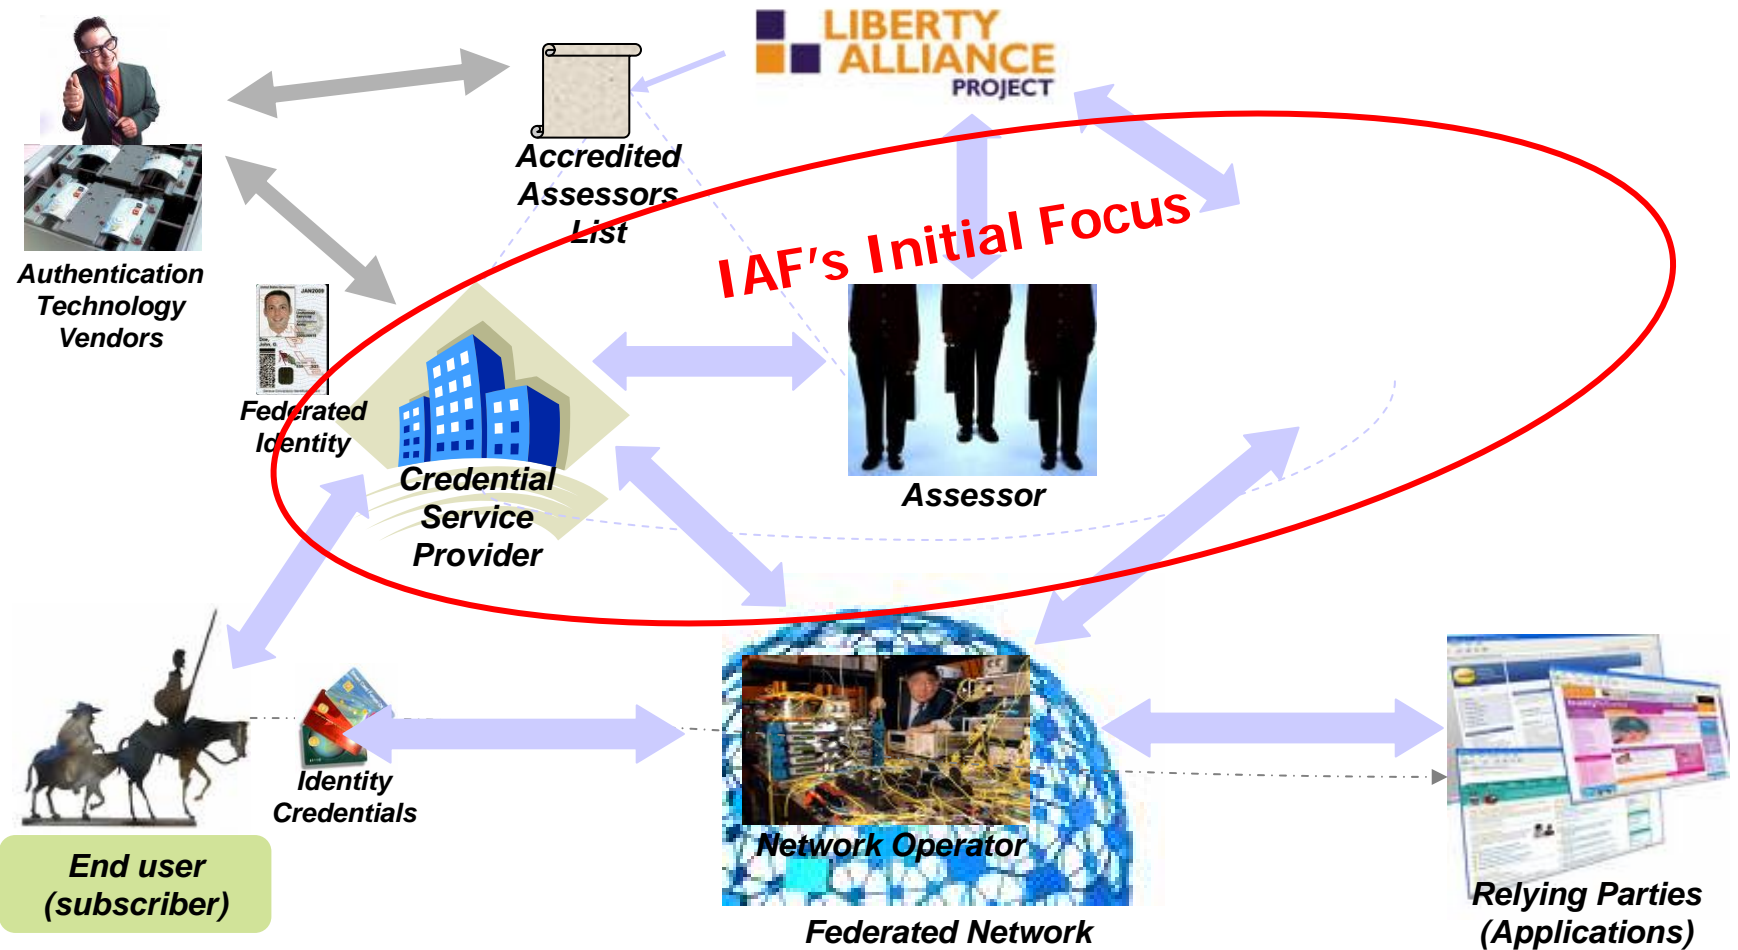 LIBERTY
ALLIANCE
PROJECT
Accredited
Assessors
List
IAF's Initial Focus
Authentication
Technology
Vendors
JAN2009
Federated
Identity
Credential
Service
Provider
Assessor
Identity
Credentials
End user
(subscriber)
Network Operator
Federated Network
Relying Parties
(Applications)